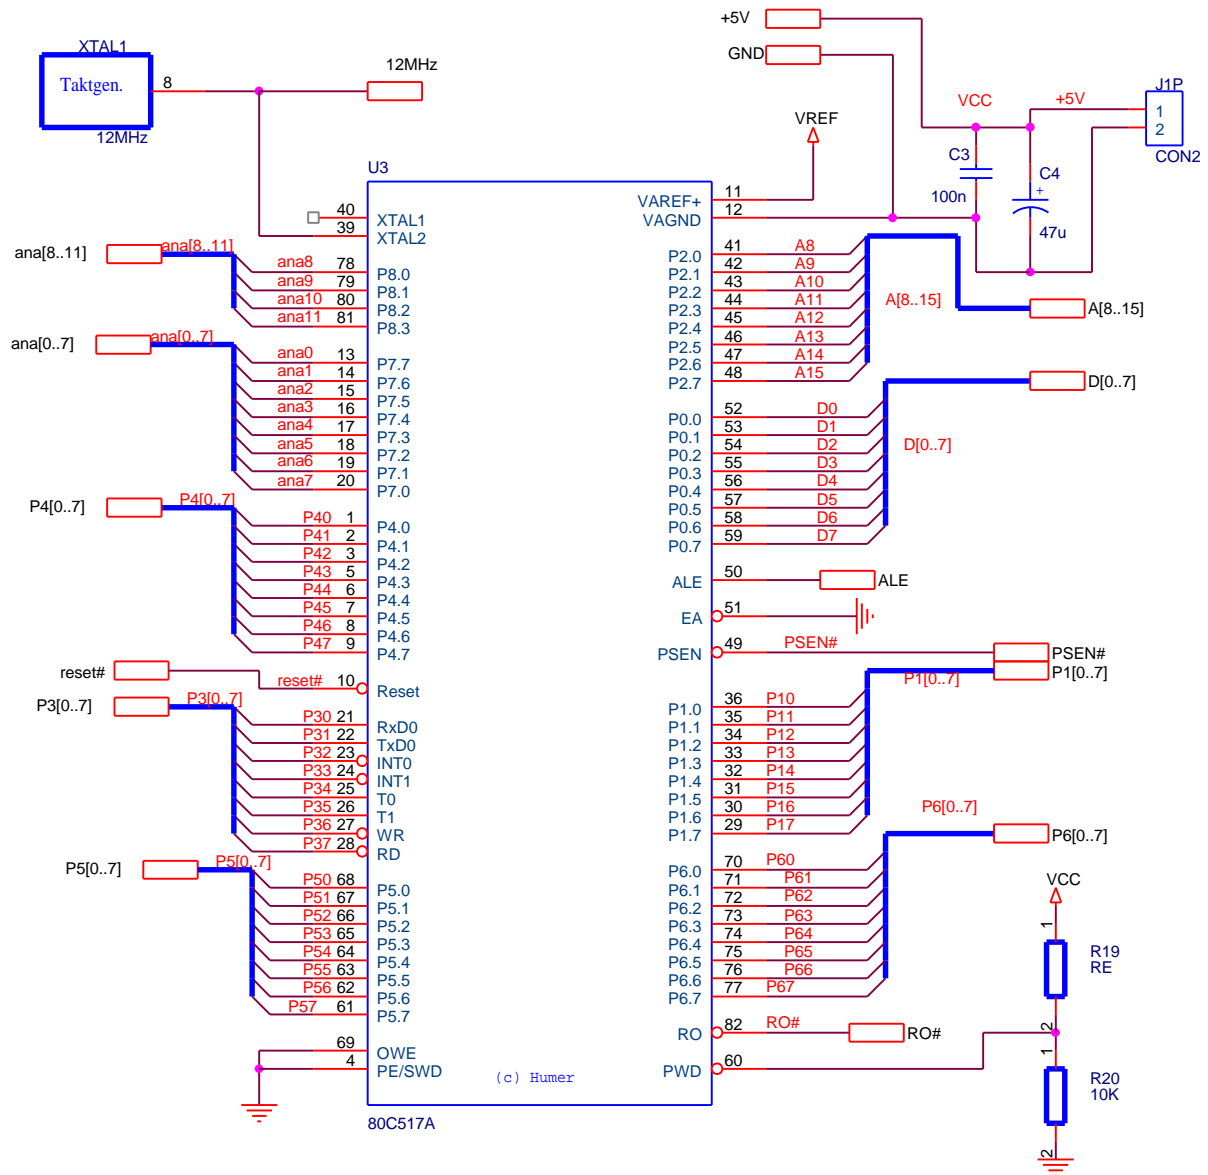 XTAL1
Taktgen.
8
12MHz
12MHz
+5V
GND
VREF
VCC
+5V
J1P
1
2
CON2
C3
100n
C4
+
47u
U3
40 XTAL1
39 XTAL2
ana[8..11] ana[8..11]
ana8 78 P8.0
ana9 79 P8.1
ana10 80 P8.2
ana11 81 P8.3
ana[0..7] ana[0..7]
ana0 13 P7.7
ana1 14 P7.6
ana2 15 P7.5
ana3 16 P7.4
ana4 17 P7.3
ana5 18 P7.2
ana6 19 P7.1
ana7 20 P7.0
P4[0..7] P4[0..7]
P40 1 P4.0
P41 2 P4.1
P42 3 P4.2
P43 5 P4.3
P44 6 P4.4
P45 7 P4.5
P46 8 P4.6
P47 9 P4.7
reset# reset# 10 Reset
P3[0..7] P3[0..7]
P30 21 RxD0
P31 22 TxD0
P32 23 INT0
P33 24 INT1
P34 25 T0
P35 26 T1
P36 27 WR
P37 28 RD
P5[0..7] P5[0..7]
P50 68 P5.0
P51 67 P5.1
P52 66 P5.2
P53 65 P5.3
P54 64 P5.4
P55 63 P5.5
P56 62 P5.6
P57 61 P5.7
69 OWE
4 PE/SWD
(c) Humer
80C517A
VAREF+ 11
VAGND 12
P2.0 41 A8
P2.1 42 A9
P2.2 43 A10
P2.3 44 A11
P2.4 45 A12
P2.5 46 A13
P2.6 47 A14
P2.7 48 A15
A[8..15] A[8..15]
P0.0 52 D0
P0.1 53 D1
P0.2 54 D2
P0.3 55 D3
P0.4 56 D4
P0.5 57 D5
P0.6 58 D6
P0.7 59 D7
D[0..7] D[0..7]
ALE 50 ALE
EA 51
PSEN 49 PSEN# PSEN#
P1[0..7] P1[0..7]
P1.0 36 P10
P1.1 35 P11
P1.2 34 P12
P1.3 33 P13
P1.4 32 P14
P1.5 31 P15
P1.6 30 P16
P1.7 29 P17
P6[0..7] P6[0..7]
P6.0 70 P60
P6.1 71 P61
P6.2 72 P62
P6.3 73 P63
P6.4 74 P64
P6.5 75 P65
P6.6 76 P66
P6.7 77 P67
RO 82 RO# RO#
PWD 60
VCC
1
R19
RE
2
1
R20
10K
2